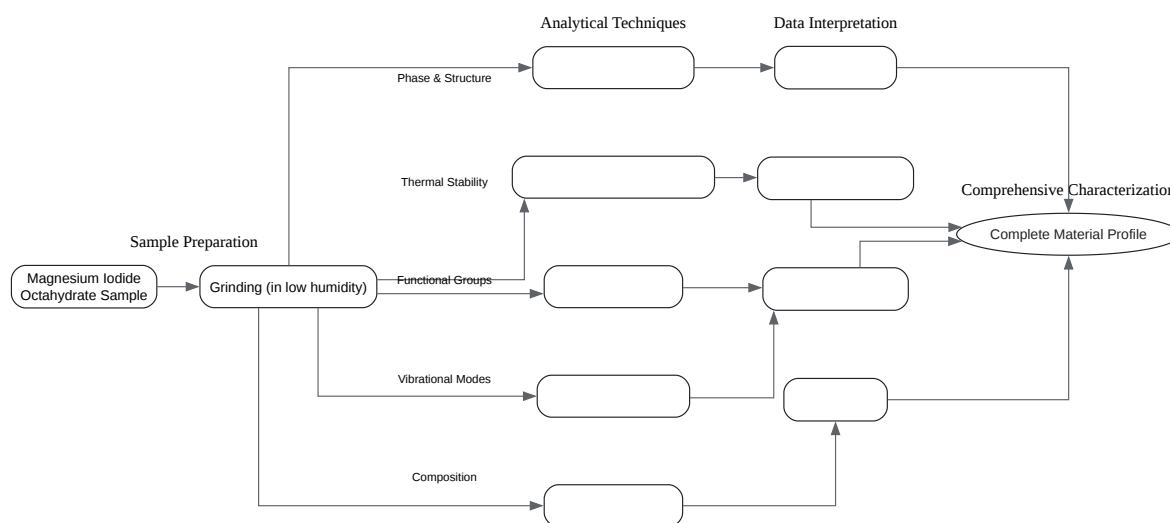 Analytical Techniques
Data Interpretation
Phase & Structure
Thermal Stability
Comprehensive Characterization
Complete Material Profile
Sample Preparation
Magnesium Iodide
Octahydrate Sample
Grinding (in low humidity)
Functional Groups
Vibrational Modes
Composition